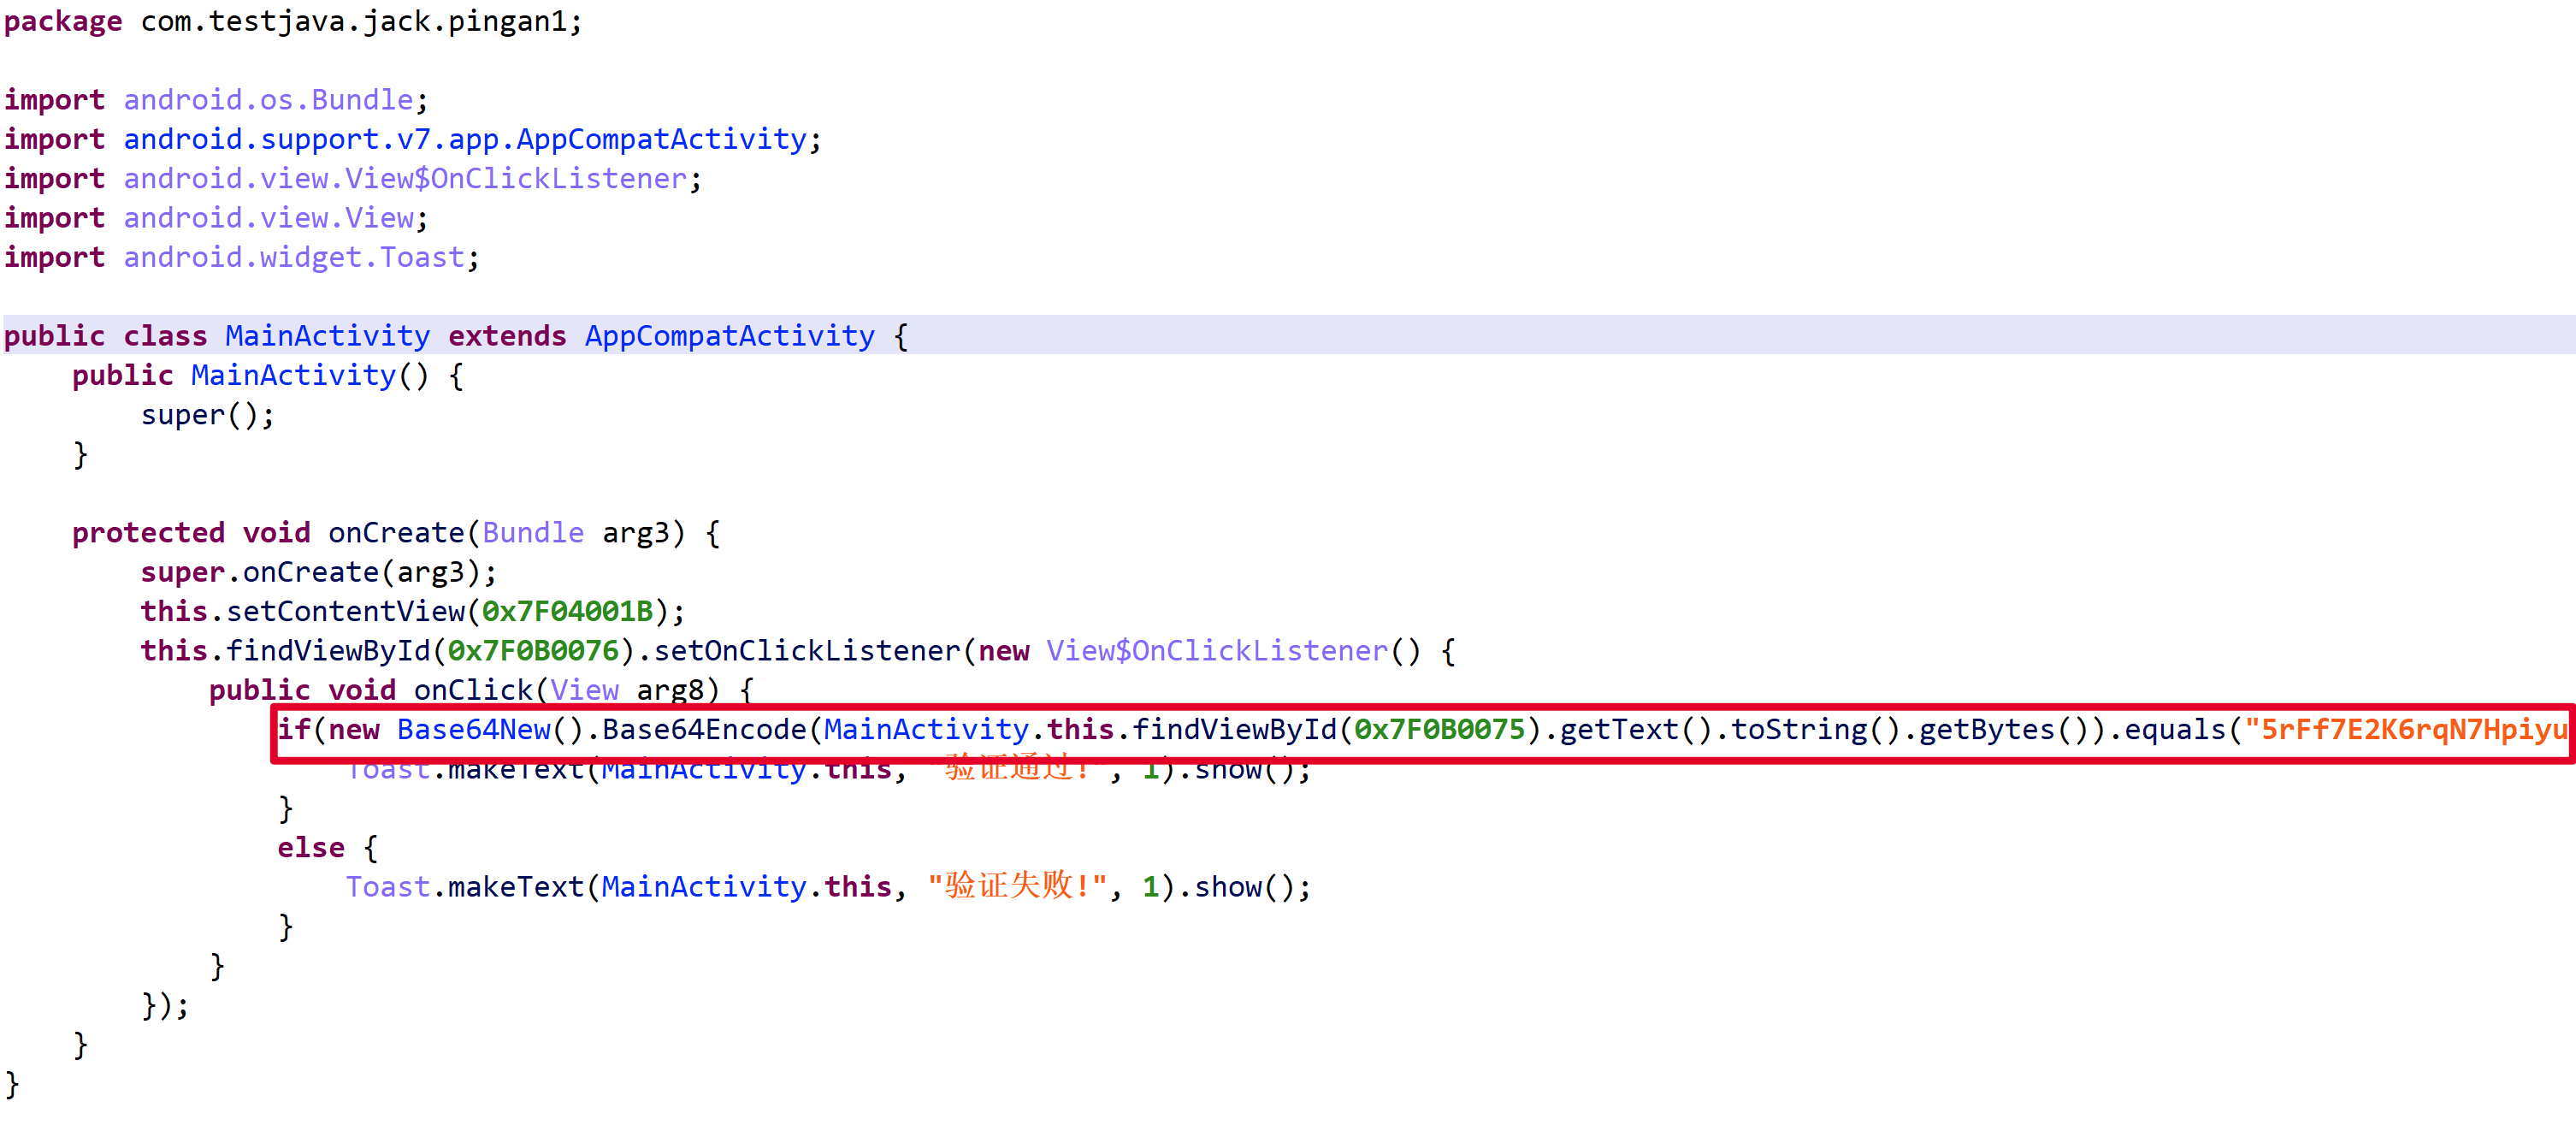 package com.testjava.jack.pingan1;
import android.os.Bundle;
import android.support.v7.app.AppCompatActivity;
import android.view.View$OnClickListener;
import android.view.View;
import android.widget.Toast;
public class MainActivity extends AppCompatActivity {
    public MainActivity() {
        super();
    }
    protected void onCreate(Bundle arg3) {
        super.onCreate(arg3);
        this.setContentView(0x7F04001B);
        this.findViewById(0x7F0B0076).setOnClickListener(new View$OnClickListener() {
            public void onClick(View arg8) {
                if(new Base64New().Base64Encode(MainActivity.this.findViewById(0x7F0B0075).getText().toString().getBytes()).equals("5rFf7E2K6rqN7Hpiyu
                    Toast.makeText(MainActivity.this, "验证通过!", 1).show();
                }
                else {
                    Toast.makeText(MainActivity.this, "验证失败!", 1).show();
                }
            }
        });
    }
}